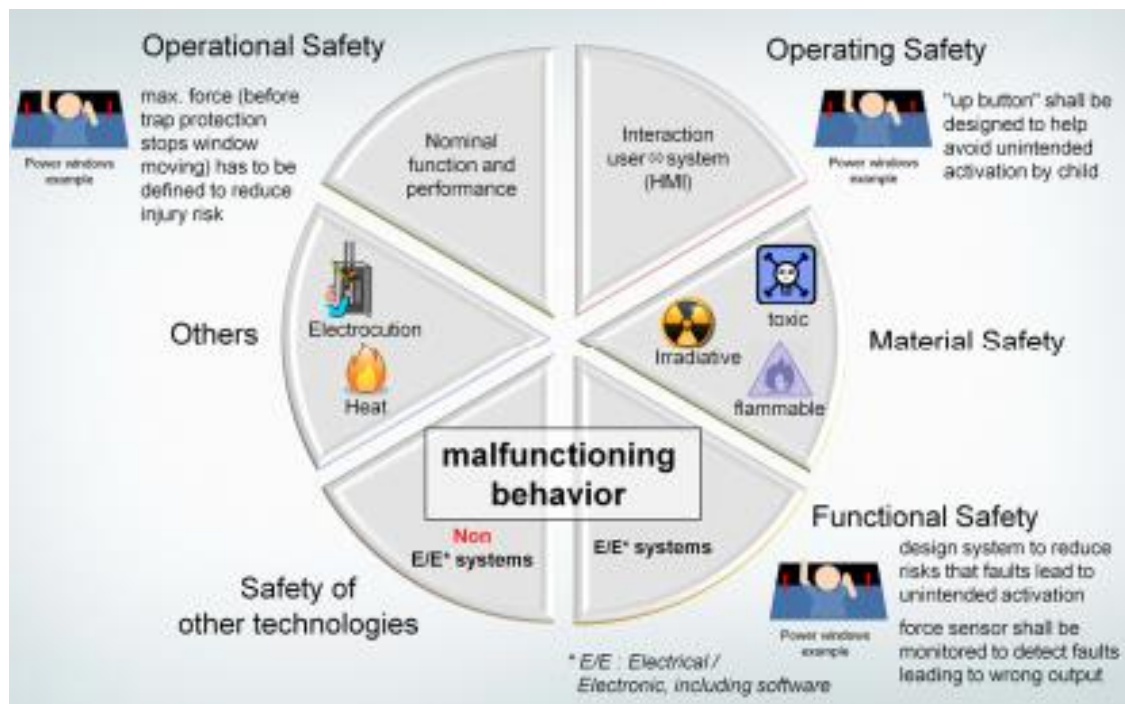 Operational Safety
Power windows
example
max. force (before
trap protection
stops window
moving) has to be
defined to reduce
injury risk
Nominal
function and
performance
Interaction
user ⇔ system
(HMI)
Operating Safety
Power windows
example
"up button" shall be
designed to help
avoid unintended
activation by child
Others
Electrocution
Heat
toxic
Irradiative
flammable
Material Safety
malfunctioning
behavior
Non
E/E* systems
E/E* systems
Safety of
other technologies
Functional Safety
Power windows
example
design system to reduce
risks that faults lead to
unintended activation
force sensor shall be
monitored to detect faults
leading to wrong output
* E/E : Electrical /
Electronic, including software